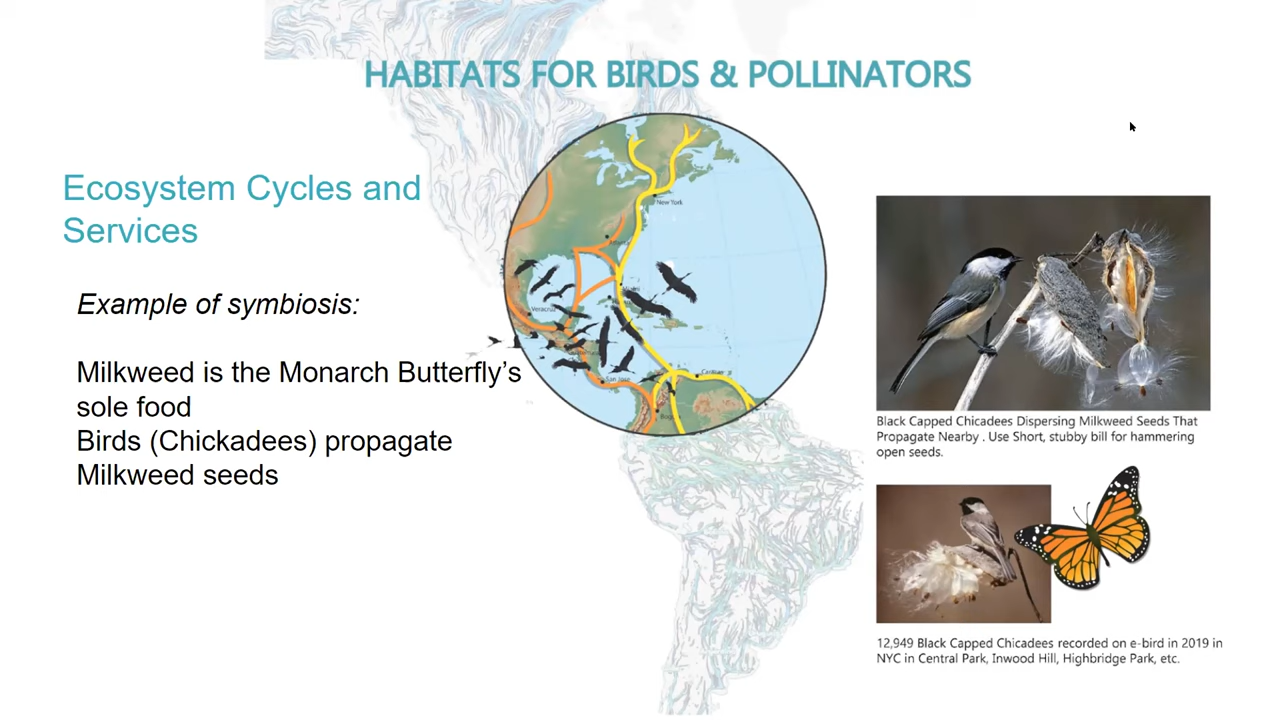 HABITATS FOR BIRDS & POLLINATORS
Ecosystem Cycles and
Services
Example of symbiosis:
Milkweed is the Monarch Butterfly’s
sole food
Birds (Chickadees) propagate
Milkweed seeds
New York
Veracruz
San Jose
Black Capped Chicadees Dispersing Milkweed Seeds That
Propagate Nearby . Use Short, stubby bill for hammering
open seeds.
12,949 Black Capped Chicadees recorded on e-bird in 2019 in
NYC in Central Park, Inwood Hill, Highbridge Park, etc.